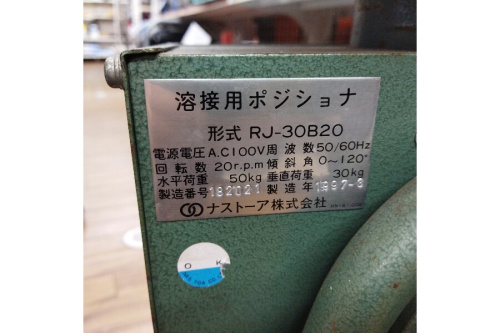 溶接用ポジショナ
形式 RJ-30B20
電源電圧 A.C100V 周波数 50/60Hz
回転数 20r.p.m 傾斜角 0~120°
水平荷重 50kg 垂直荷重 30kg
製造番号 182021 製造年 1997-9
ナストーア株式会社
O K